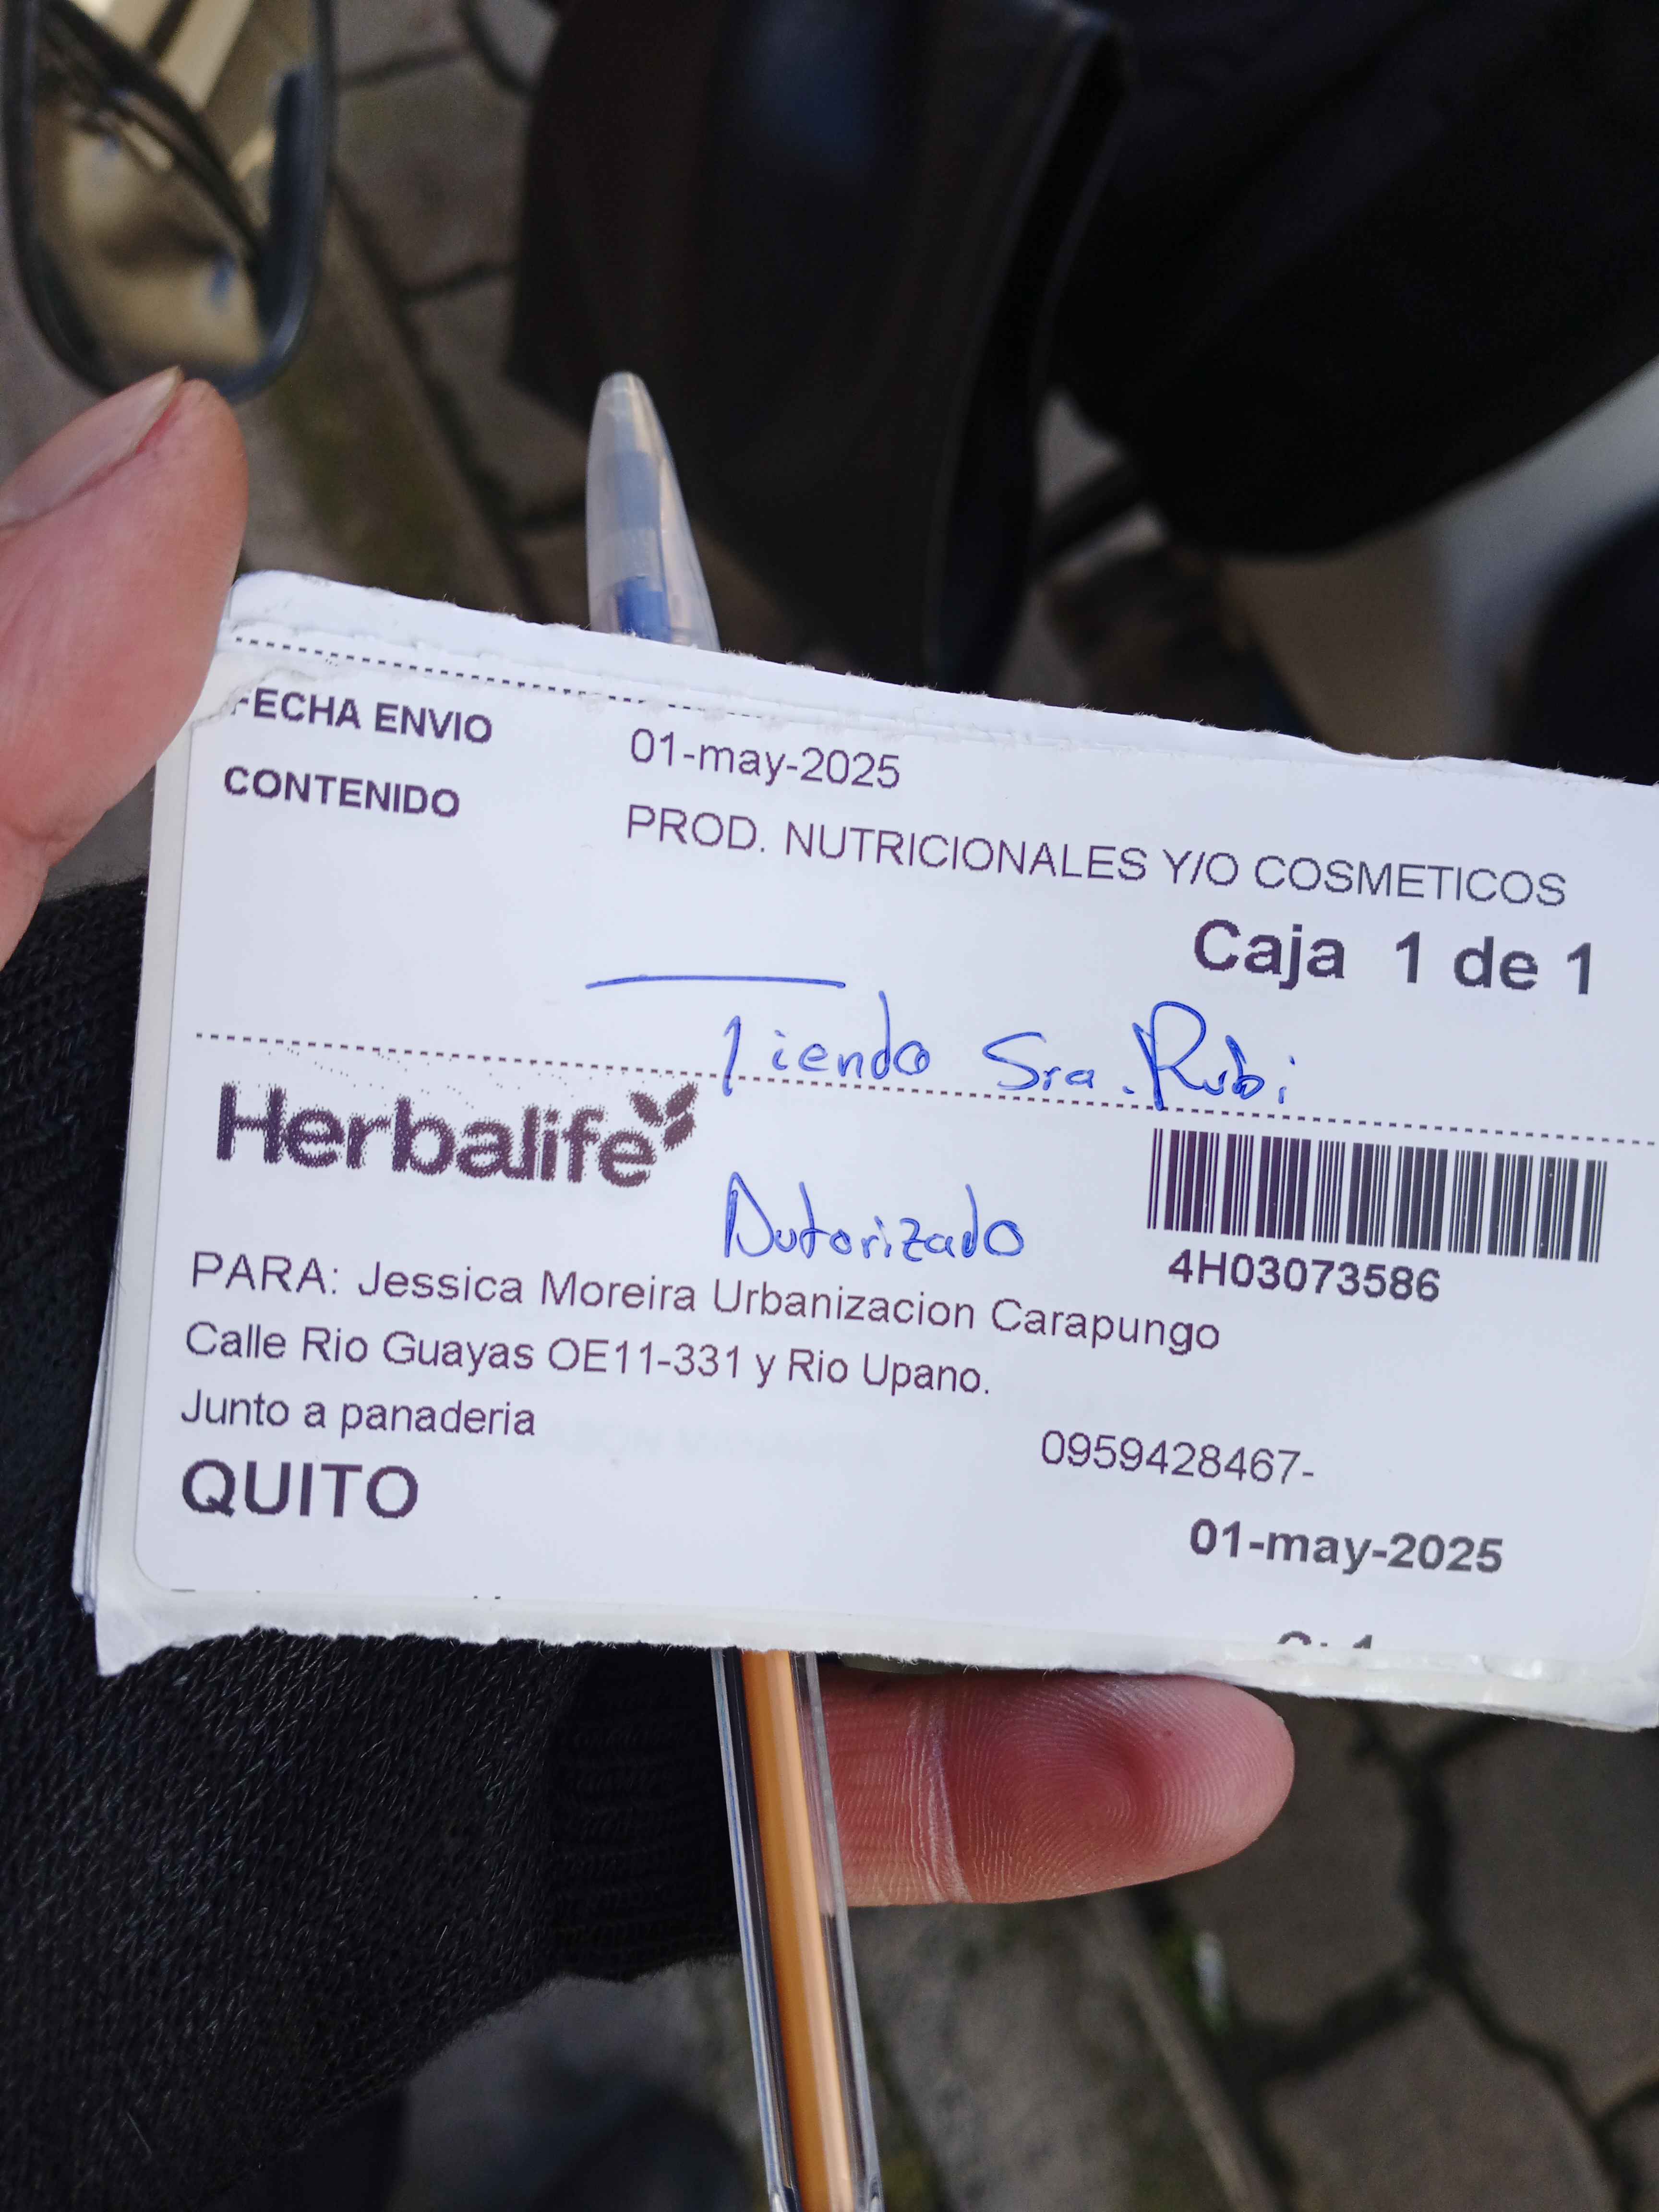 FECHA ENVIO 01-may-2025
CONTENIDO PROD. NUTRICIONALES Y/O COSMETICOS
Caja 1 de 1
Tienda Sra. Rubi
Herbalife
Autorizado
4H03073586
PARA: Jessica Moreira Urbanizacion Carapungo
Calle Rio Guayas OE11-331 y Rio Upano.
Junto a panaderia
0959428467-
QUITO
01-may-2025